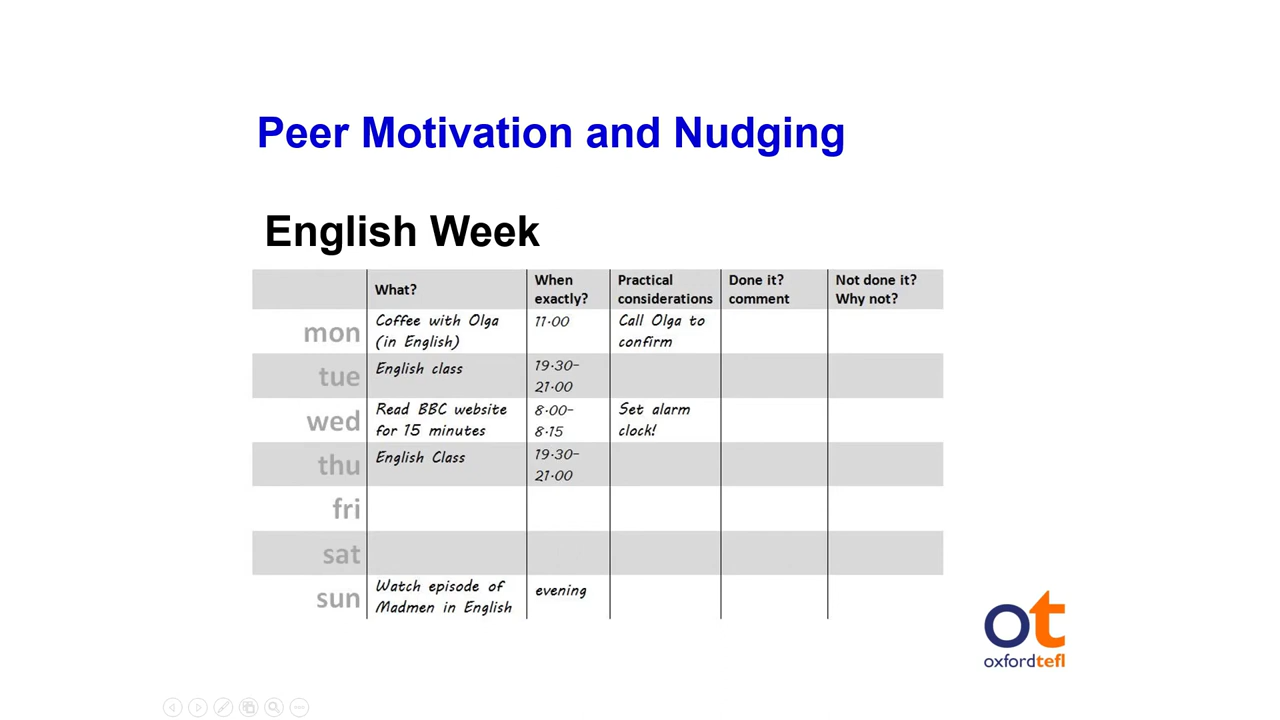 Peer Motivation and Nudging
English Week
What?
When
exactly?
Practical
considerations
Done it?
comment
Not done it?
Why not?
mon
Coffee with Olga
(in English)
11·00
Call Olga to
confirm
tue
English class
19·30-
21·00
wed
Read BBC website
for 15 minutes
8·00-
8·15
Set alarm
clock!
thu
English Class
19·30-
21·00
fri
sat
sun
Watch episode of
Madmen in English
evening
ot
oxfordtefl